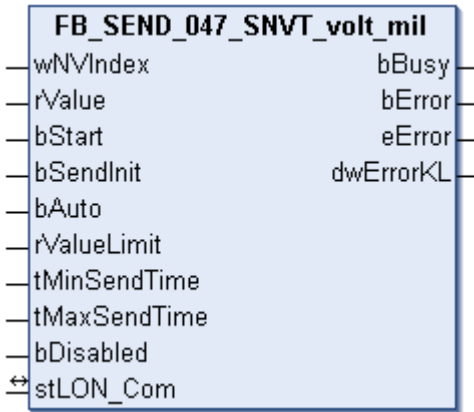 FB_SEND_047_SNVT_volt_mil
wNVIndex bBusy
rValue bError
bStart eError
bSendInit dwErrorKL
bAuto
rValueLimit
tMinSendTime
tMaxSendTime
bDisabled
stLON_Com